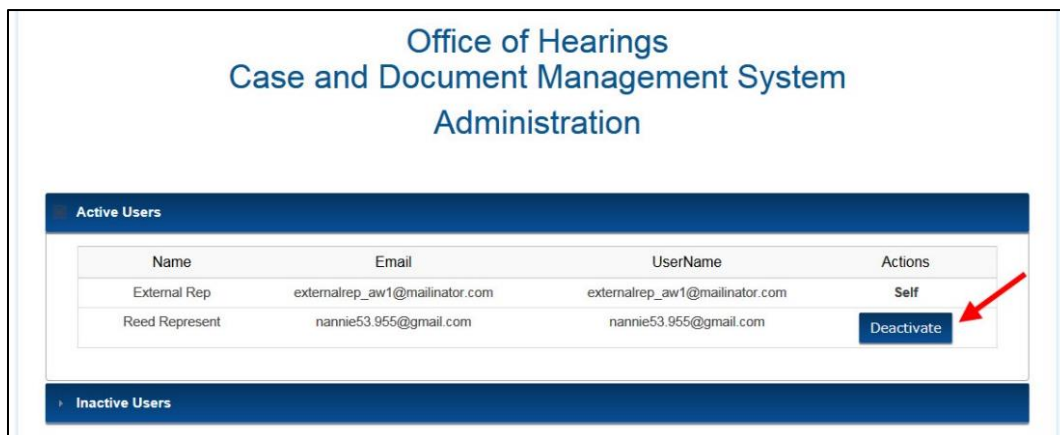 Office of Hearings
Case and Document Management System
Administration
Active Users
Name Email UserName Actions
External Rep externalrep_aw1@mailinator.com externalrep_aw1@mailinator.com Self
Reed Represent nannie53.955@gmail.com nannie53.955@gmail.com Deactivate
Inactive Users